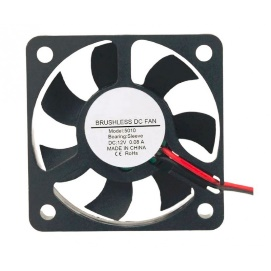 BRUSHLESS DC FAN
Model:5010
Bearing:Sleeve
DC:12V 0.08 A
MADE IN CHINA
CE RoHs